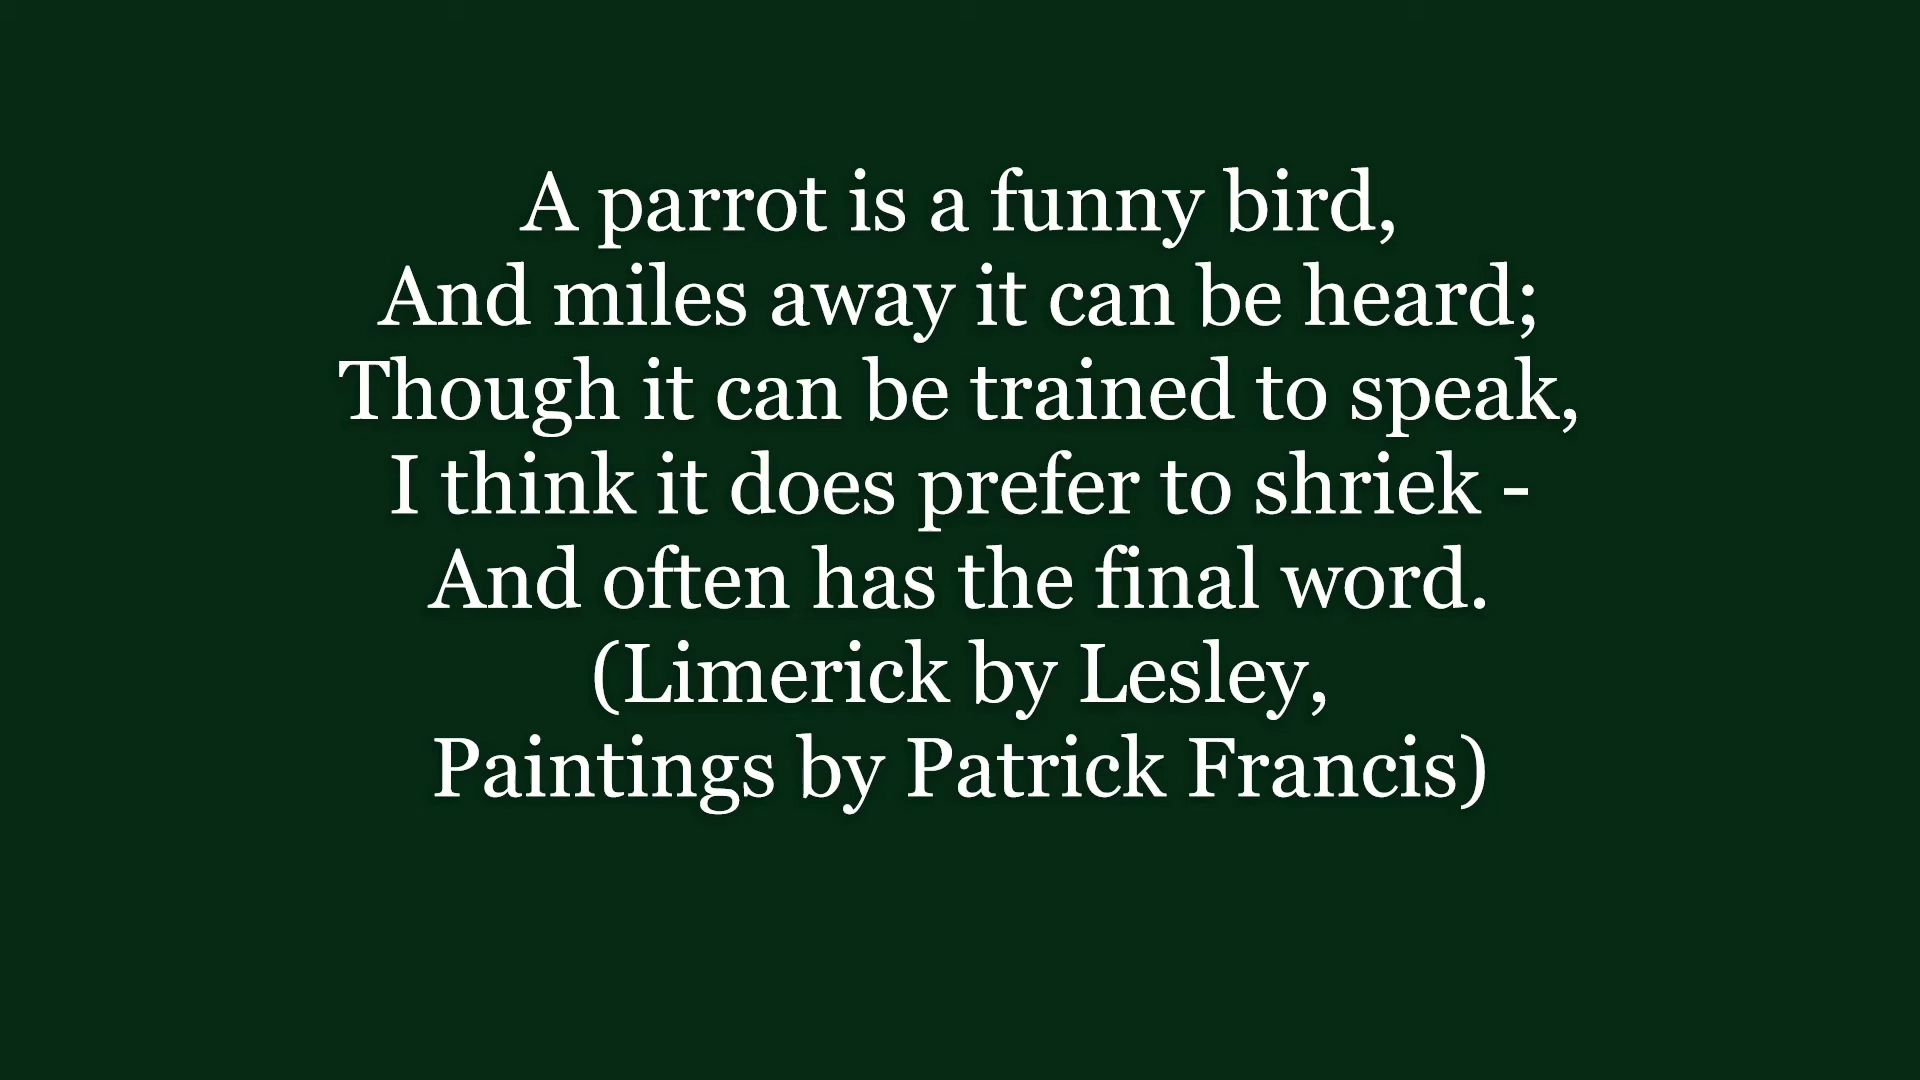 A parrot is a funny bird,
And miles away it can be heard;
Though it can be trained to speak,
I think it does prefer to shriek -
And often has the final word.
(Limerick by Lesley,
Paintings by Patrick Francis)